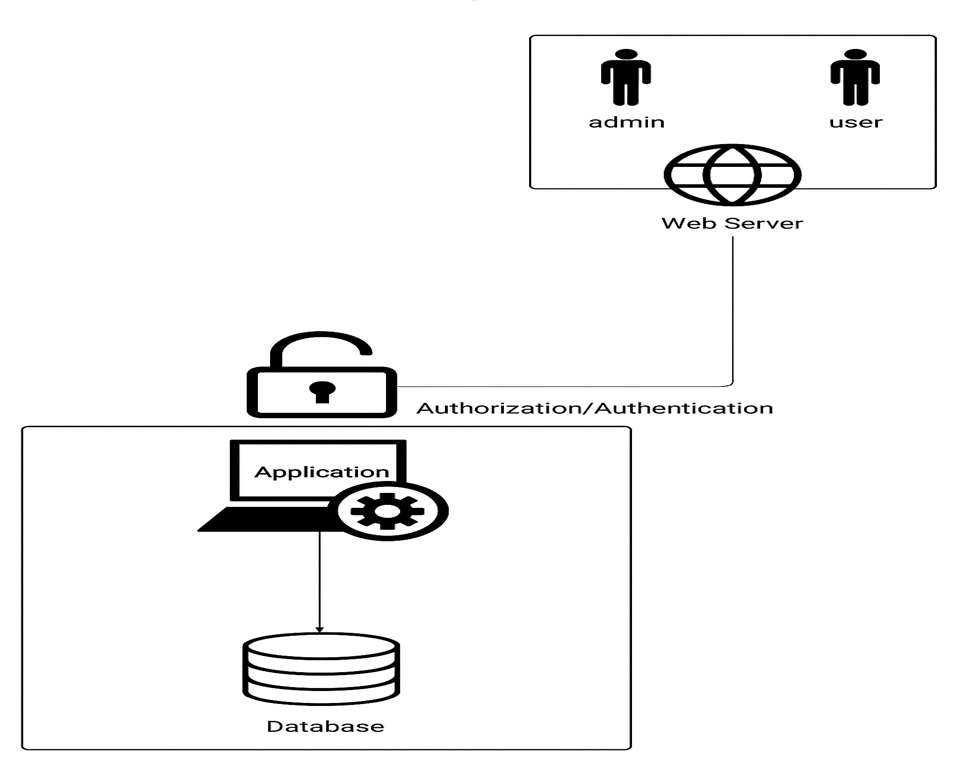 admin
user
Web Server
Authorization/Authentication
Application
Database